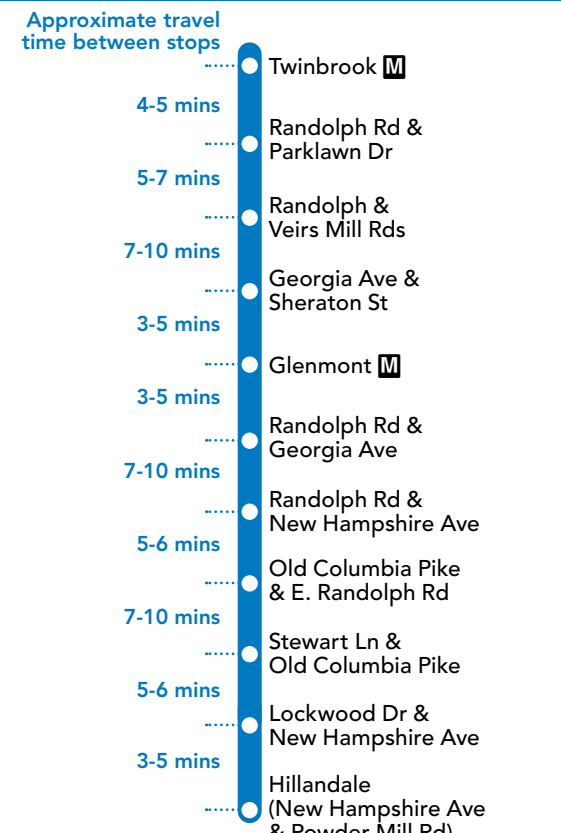 Approximate travel
time between stops
Twinbrook M
4-5 mins
Randolph Rd &
Parklawn Dr
5-7 mins
Randolph &
Veirs Mill Rds
7-10 mins
Georgia Ave &
Sheraton St
3-5 mins
Glenmont M
3-5 mins
Randolph Rd &
Georgia Ave
7-10 mins
Randolph Rd &
New Hampshire Ave
5-6 mins
Old Columbia Pike
& E. Randolph Rd
7-10 mins
Stewart Ln &
Old Columbia Pike
5-6 mins
Lockwood Dr &
New Hampshire Ave
3-5 mins
Hillandale
(New Hampshire Ave
& Powder Mill Rd)